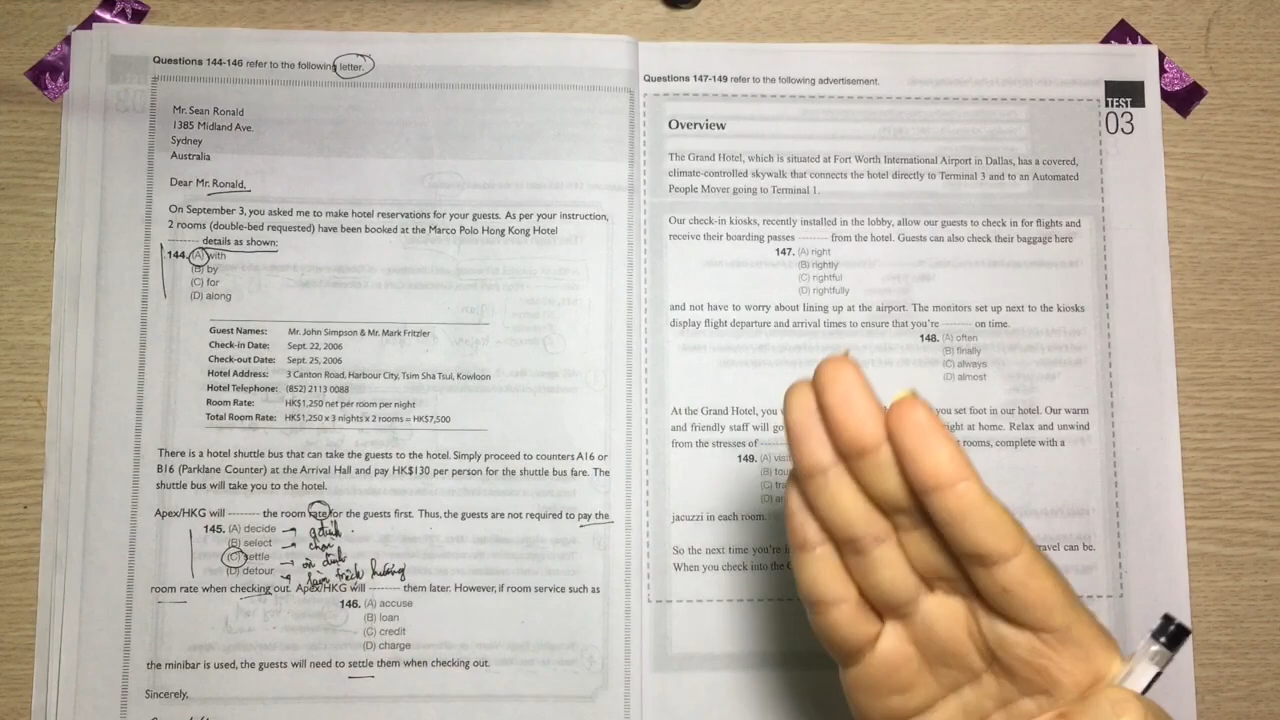 Questions 144-146 refer to the following letter.
Mr. Sean Ronald
1385 Midland Ave.
Sydney
Australia
Dear Mr. Ronald,
On September 3, you asked me to make hotel reservations for your guests. As per your instruction,
2 rooms (double-bed requested) have been booked at the Marco Polo Hong Kong Hotel
-------- details as shown:
144. (A) with
(B) by
(C) for
(D) along
Guest Names: Mr. John Simpson & Mr. Mark Fritzler
Check-in Date: Sept. 22, 2006
Check-out Date: Sept. 25, 2006
Hotel Address: 3 Canton Road, Harbour City, Tsim Sha Tsul, Kowloon
Hotel Telephone: (852) 2113 0088
Room Rate: HK$1,250 net per room per night
Total Room Rate: HK$1,250 x 3 nights x 2 rooms = HK$7,500
There is a hotel shuttle bus that can take the guests to the hotel. Simply proceed to counters A16 or
B16 (Parklane Counter) at the Arrival Hall and pay HK$130 per person for the shuttle bus fare. The
shuttle bus will take you to the hotel.
Apex/HKG will -------- the room rate for the guests first. Thus, the guests are not required to pay the
145. (A) decide
(B) select
(C) settle
(D) detour
room rate when checking out. Apex/HKG will -------- them later. However, if room service such as
146. (A) accuse
(B) loan
(C) credit
(D) charge
the minibar is used, the guests will need to settle them when checking out.
Sincerely,
Questions 147-149 refer to the following advertisement.
TEST
03
Overview
The Grand Hotel, which is situated at Fort Worth International Airport in Dallas, has a covered,
climate-controlled skywalk that connects the hotel directly to Terminal 3 and to an Automated
People Mover going to Terminal 1.
Our check-in kiosks, recently installed in the lobby, allow our guests to check in for flights and
receive their boarding passes -------- from the hotel. Guests can also check their baggage here
147. (A) right
(B) rightly
(C) rightful
(D) rightfully
and not have to worry about lining up at the airport. The monitors set up next to the kiosks
display flight departure and arrival times to ensure that you're -------- on time.
148. (A) often
(B) finally
(C) always
(D) almost
At the Grand Hotel, you you set foot in our hotel. Our warm
and friendly staff will right at home. Relax and unwind
from the stresses of -------- rooms, complete with a
149. (A)
(B)
(C)
(D)
jacuzzi in each room.
So the next time you're travel can be.
When you check into the